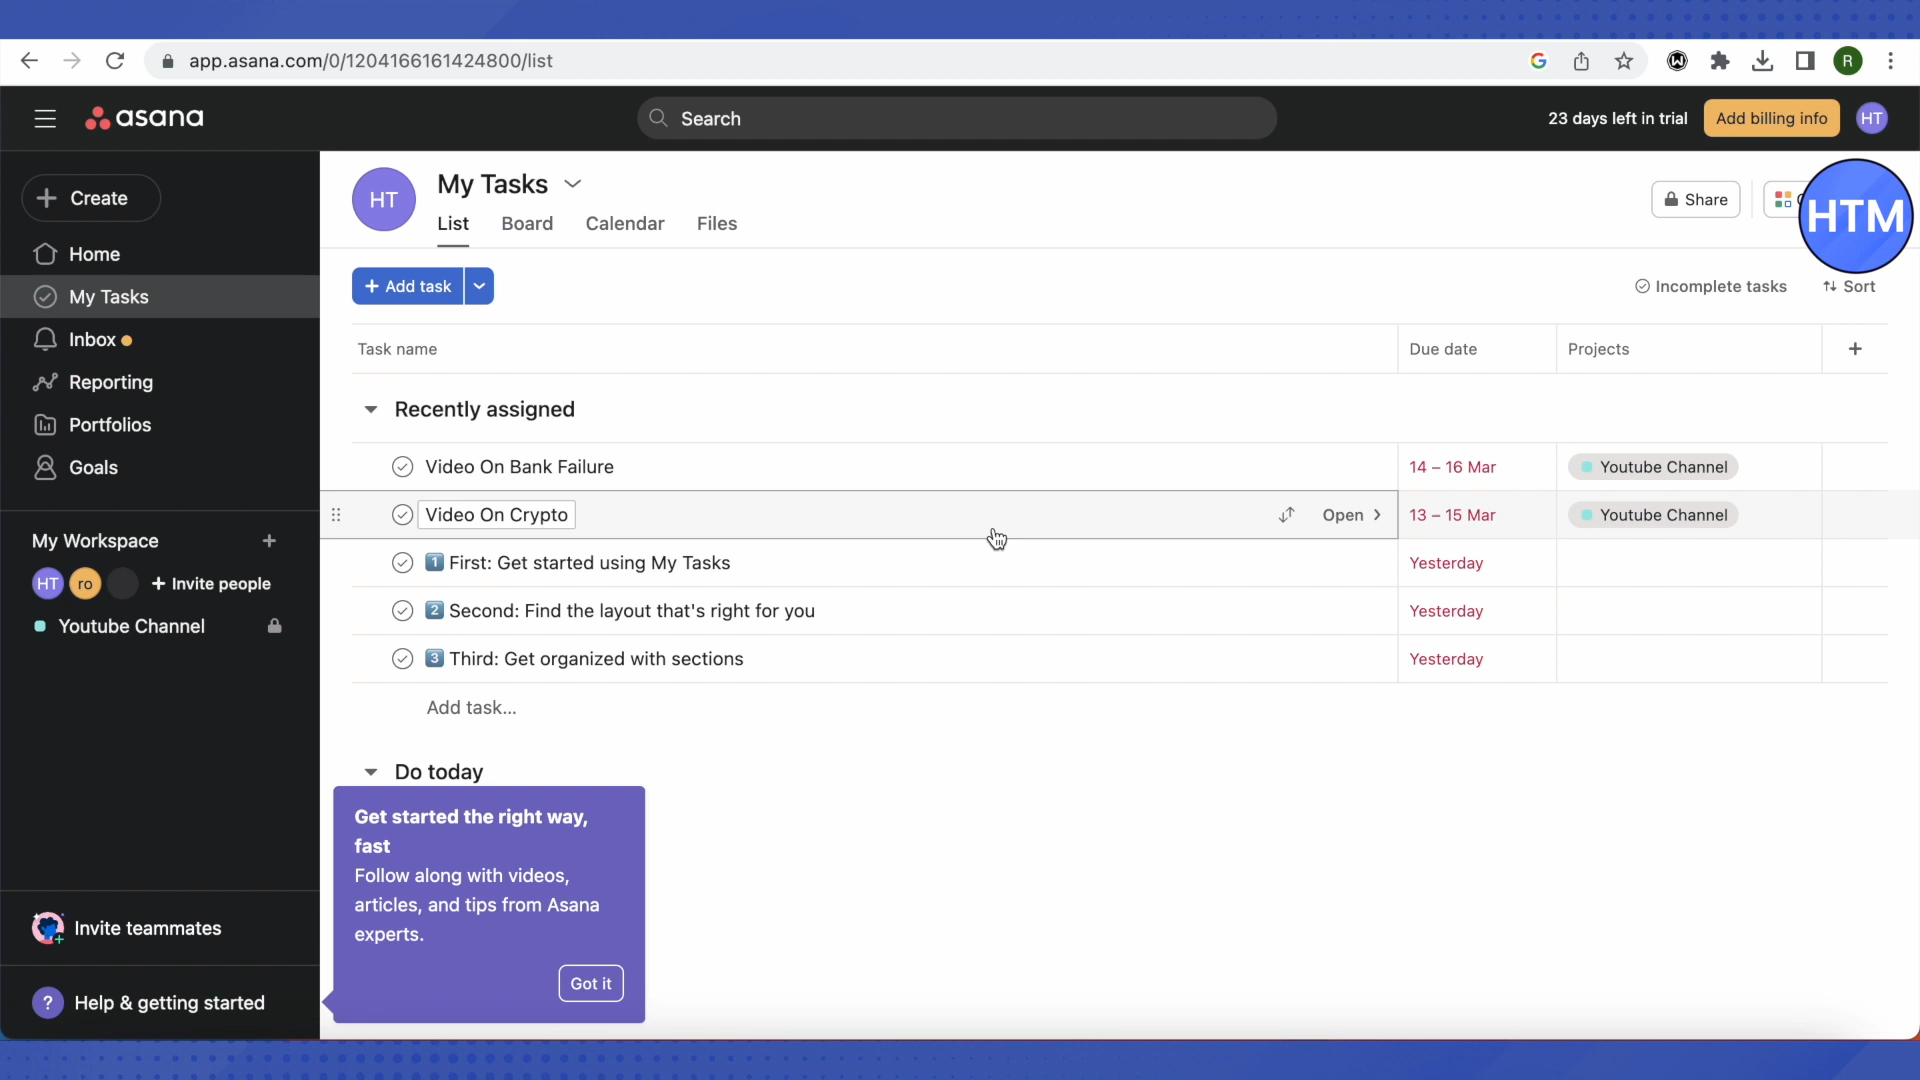 app.asana.com/0/1204166161424800/list
R
asana
Search
23 days left in trial
Add billing info
HT
Create
Home
My Tasks
Inbox
Reporting
Portfolios
Goals
My Workspace
HT
ro
Invite people
Youtube Channel
Invite teammates
? Help & getting started
HT
My Tasks
List
Board
Calendar
Files
Share
HTM
+ Add task
Incomplete tasks
Sort
Task name
Due date
Projects
Recently assigned
Video On Bank Failure
14 – 16 Mar
Youtube Channel
Video On Crypto
Open
13 – 15 Mar
Youtube Channel
1 First: Get started using My Tasks
Yesterday
2 Second: Find the layout that's right for you
Yesterday
3 Third: Get organized with sections
Yesterday
Add task...
Do today
Get started the right way,
fast
Follow along with videos,
articles, and tips from Asana
experts.
Got it